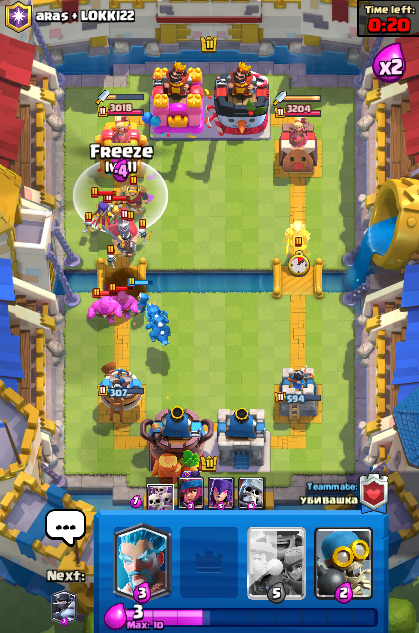 aras + LOKKI22
Time left:
0:20
x2
3018
3204
Freeze
4
307
594
Teammate:
убивашка
Next:
3
5
2
3
Max: 10